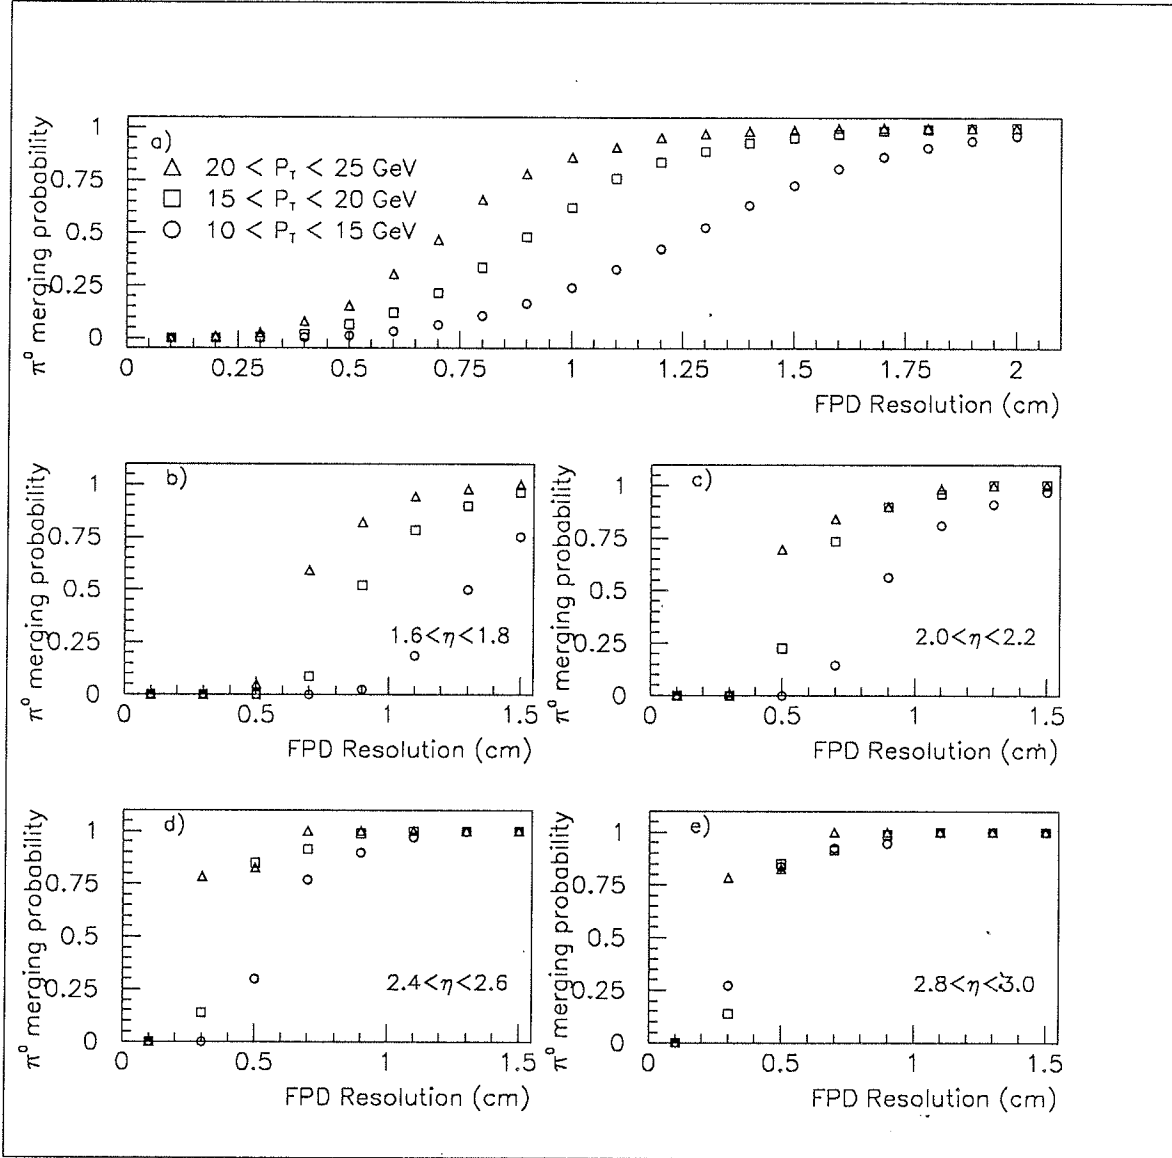 π⁰ merging probability
a)
△ 20 < P_T < 25 GeV
□ 15 < P_T < 20 GeV
○ 10 < P_T < 15 GeV
1
0.75
0.5
0.25
0
0 0.25 0.5 0.75 1 1.25 1.5 1.75 2
FPD Resolution (cm)
π⁰ merging probability
b)
1
0.75
0.5
0.25
0
1.6<η<1.8
0 0.5 1 1.5
FPD Resolution (cm)
π⁰ merging probability
c)
1
0.75
0.5
0.25
0
2.0<η<2.2
0 0.5 1 1.5
FPD Resolution (cm)
π⁰ merging probability
d)
1
0.75
0.5
0.25
0
2.4<η<2.6
0 0.5 1 1.5
FPD Resolution (cm)
π⁰ merging probability
e)
1
0.75
0.5
0.25
0
2.8<η<3.0
0 0.5 1 1.5
FPD Resolution (cm)